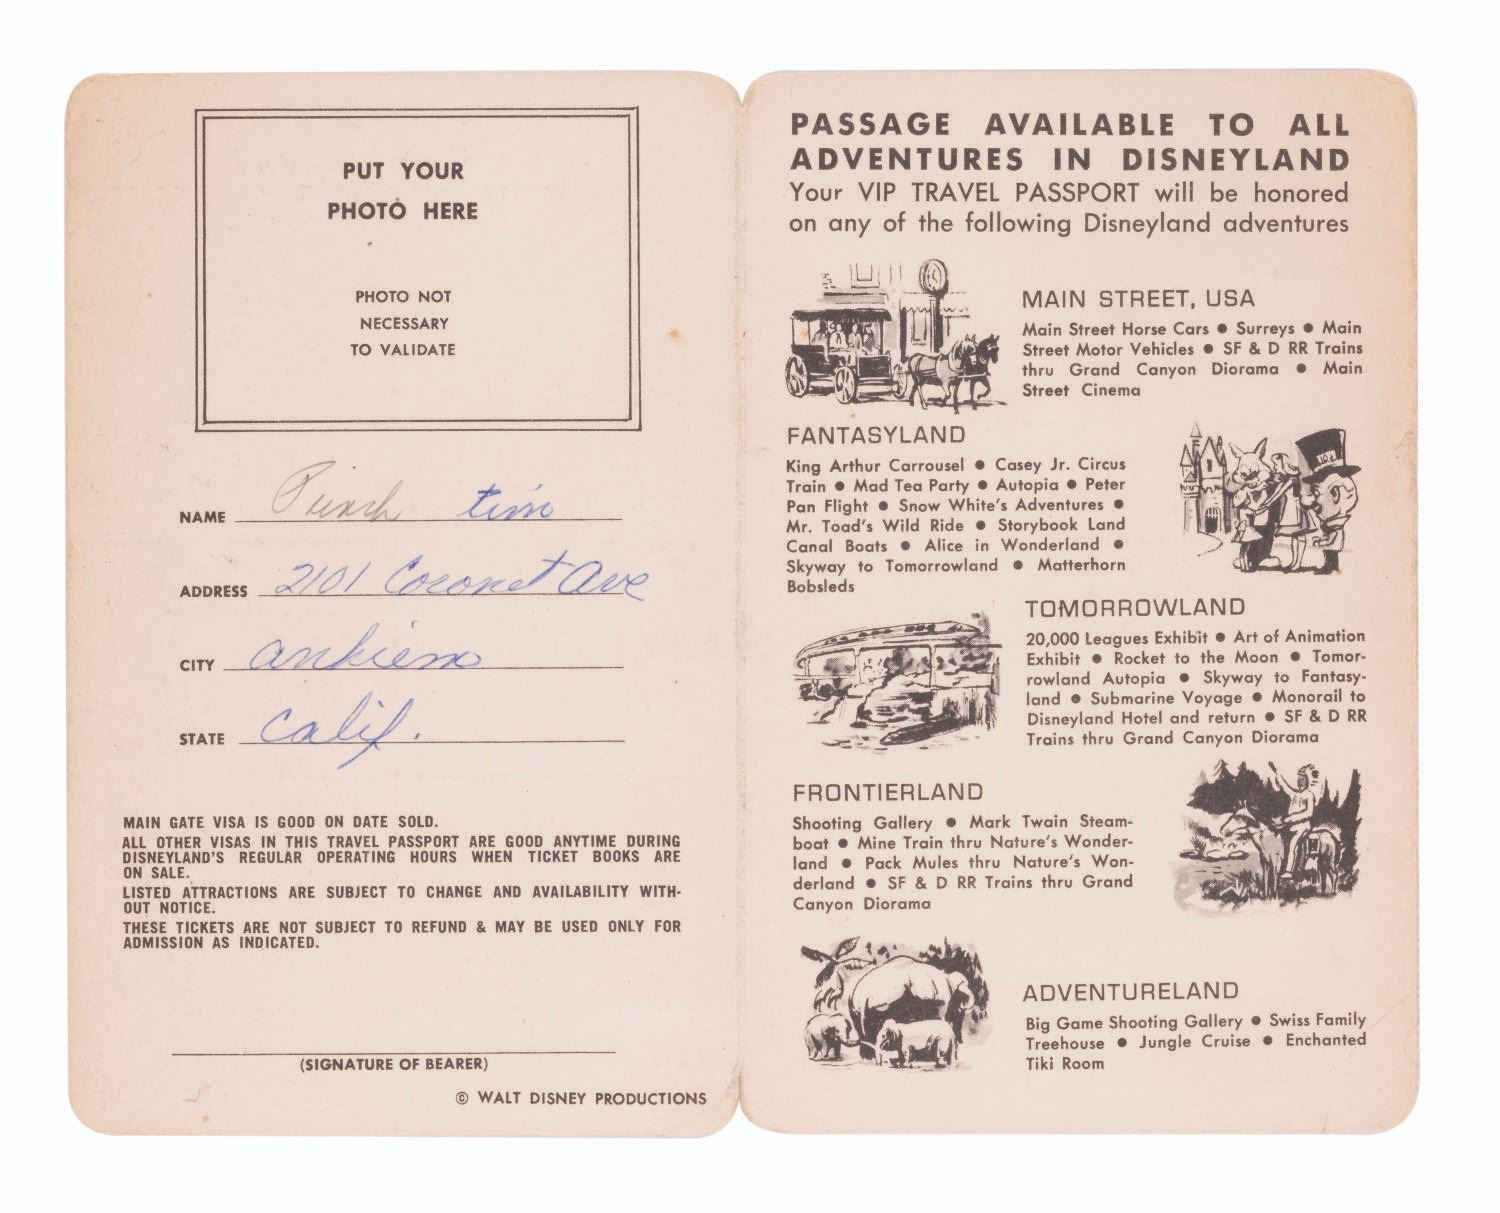 PUT YOUR
PHOTO HERE
PHOTO NOT
NECESSARY
TO VALIDATE
NAME tim
ADDRESS 2101 Coronet Ave
CITY
STATE Calif.
MAIN GATE VISA IS GOOD ON DATE SOLD.
ALL OTHER VISAS IN THIS TRAVEL PASSPORT ARE GOOD ANYTIME DURING
DISNEYLAND'S REGULAR OPERATING HOURS WHEN TICKET BOOKS ARE
ON SALE.
LISTED ATTRACTIONS ARE SUBJECT TO CHANGE AND AVAILABILITY WITH-
OUT NOTICE.
THESE TICKETS ARE NOT SUBJECT TO REFUND & MAY BE USED ONLY FOR
ADMISSION AS INDICATED.
(SIGNATURE OF BEARER)
© WALT DISNEY PRODUCTIONS
PASSAGE AVAILABLE TO ALL
ADVENTURES IN DISNEYLAND
Your VIP TRAVEL PASSPORT will be honored
on any of the following Disneyland adventures
MAIN STREET, USA
Main Street Horse Cars ● Surreys ● Main
Street Motor Vehicles ● SF & D RR Trains
thru Grand Canyon Diorama ● Main
Street Cinema
FANTASYLAND
King Arthur Carrousel ● Casey Jr. Circus
Train ● Mad Tea Party ● Autopia ● Peter
Pan Flight ● Snow White's Adventures ●
Mr. Toad's Wild Ride ● Storybook Land
Canal Boats ● Alice in Wonderland ●
Skyway to Tomorrowland ● Matterhorn
Bobsleds
TOMORROWLAND
20,000 Leagues Exhibit ● Art of Animation
Exhibit ● Rocket to the Moon ● Tomor-
rowland Autopia ● Skyway to Fantasy-
land ● Submarine Voyage ● Monorail to
Disneyland Hotel and return ● SF & D RR
Trains thru Grand Canyon Diorama
FRONTIERLAND
Shooting Gallery ● Mark Twain Steam-
boat ● Mine Train thru Nature's Wonder-
land ● Pack Mules thru Nature's Won-
derland ● SF & D RR Trains thru Grand
Canyon Diorama
ADVENTURELAND
Big Game Shooting Gallery ● Swiss Family
Treehouse ● Jungle Cruise ● Enchanted
Tiki Room